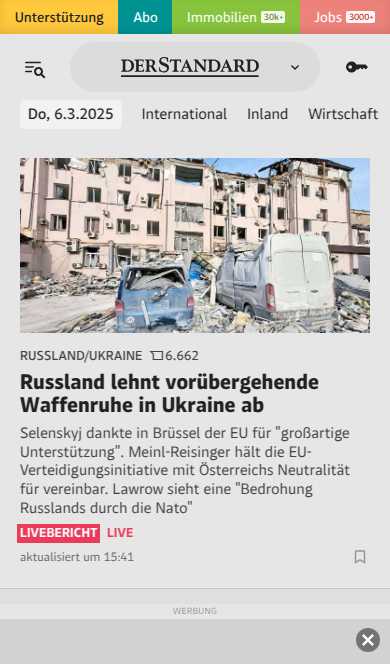 Unterstützung Abo Immobilien 30k+ Jobs 3000+
DERSTANDARD
Do, 6.3.2025 International Inland Wirtschaft
RUSSLAND/UKRAINE 6.662
Russland lehnt vorübergehende
Waffenruhe in Ukraine ab
Selenskyj dankte in Brüssel der EU für "großartige
Unterstützung". Meinl-Reisinger hält die EU-
Verteidigungsinitiative mit Österreichs Neutralität
für vereinbar. Lawrow sieht eine "Bedrohung
Russlands durch die Nato"
LIVEBERICHT LIVE
aktualisiert um 15:41
WERBUNG